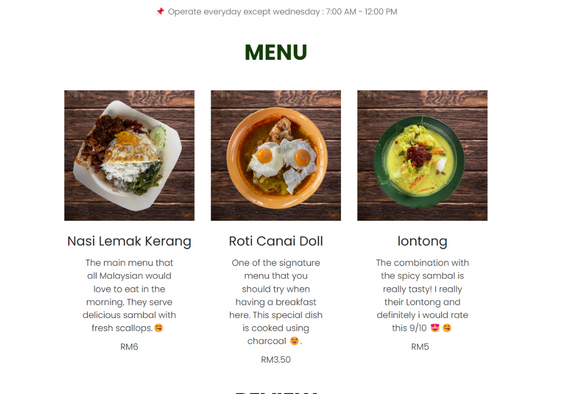 📌 Operate everyday except wednesday : 7:00 AM - 12:00 PM
MENU
Nasi Lemak Kerang
The main menu that
all Malaysian would
love to eat in the
morning. They serve
delicious sambal with
fresh scallops.😋
RM6
Roti Canai Doll
One of the signature
menu that you
should try when
having a breakfast
here. This special dish
is cooked using
charcoal 🤩.
RM3.50
lontong
The combination with
the spicy sambal is
really tasty! I really
their Lontong and
definitely i would rate
this 9/10 😍😋
RM5
REVIEW